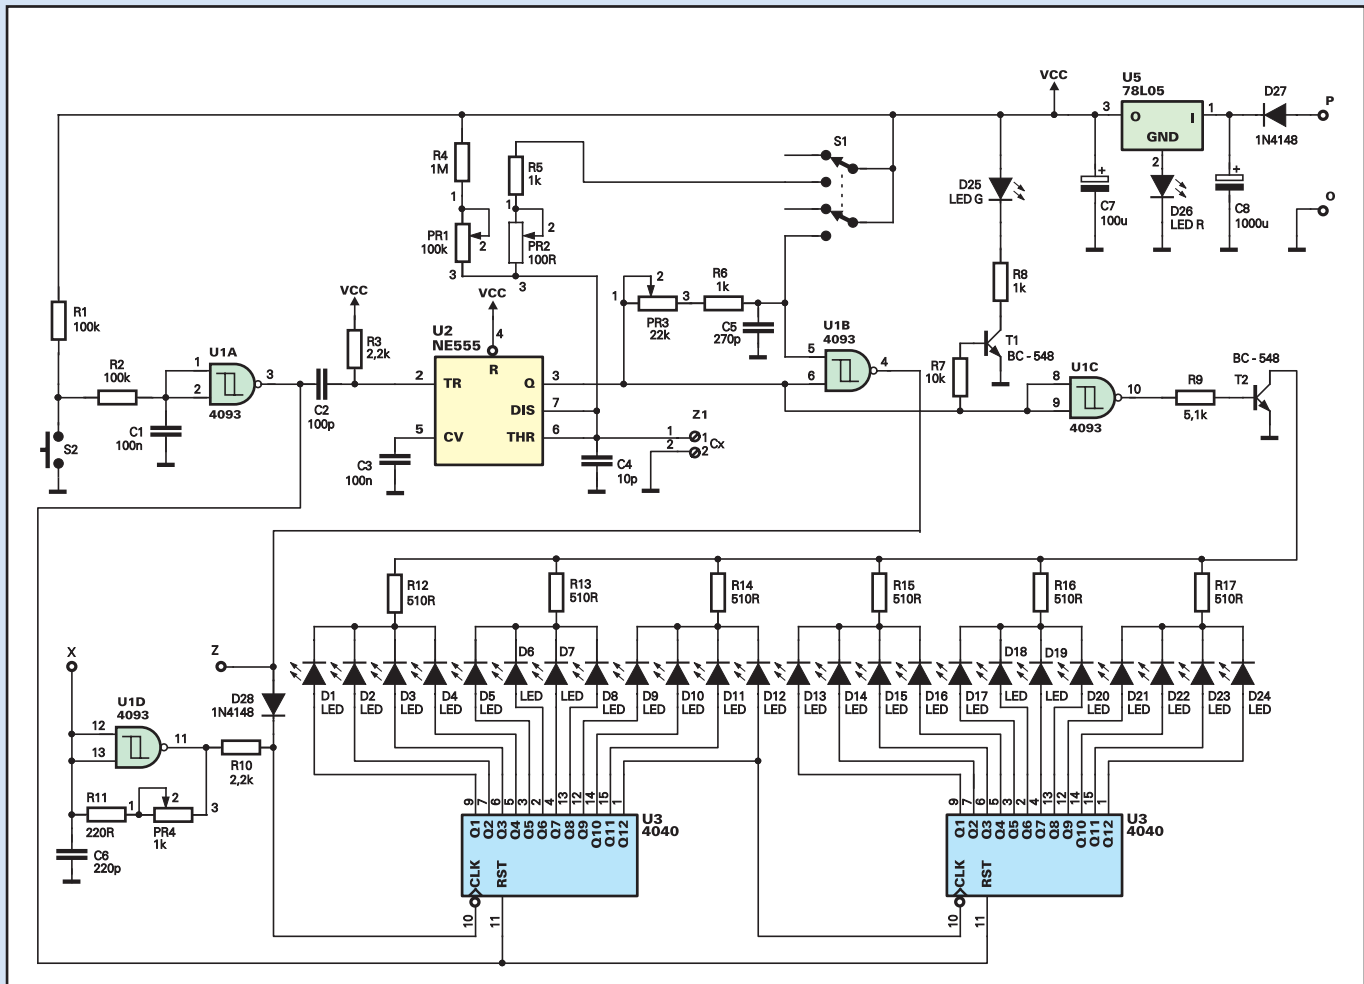 VCC
U5
78L05
3
O
I
GND
1
2
D27
1N4148
P
O
C7
100u
+
D26
LED R
C8
1000u
+
D25
LED G
R8
1k
T1
BC - 548
S1
R4
1M
1
PR1
100k
2
3
R5
1k
1
2
PR2
100R
3
R1
100k
R2
100k
U1A
1
2
3
4093
C1
100n
S2
VCC
R3
2,2k
C2
100p
VCC
4
U2
NE555
R
2
TR
Q
3
DIS
7
5
CV
THR
6
C3
100n
C4
10p
Z1
1
1
2
2
Cx
1
2
PR3
22k
3
R6
1k
C5
270p
U1B
4093
5
6
4
R7
10k
U1C
8
9
10
4093
R9
5,1k
BC - 548
T2
R12
510R
R13
510R
R14
510R
R15
510R
R16
510R
R17
510R
X
Z
D28
1N4148
U1D
4093
12
13
11
R10
2,2k
R11
220R
1
2
3
PR4
1k
C6
220p
D1
LED
D2
LED
D3
LED
D4
LED
D5
LED
D6
LED
D7
LED
D8
LED
D9
LED
D10
LED
D11
LED
D12
LED
D13
LED
D14
LED
D15
LED
D16
LED
D17
LED
D18
LED
D19
LED
D20
LED
D21
LED
D22
LED
D23
LED
D24
LED
9 7 6 5 3 2 4 13 12 14 15 1
Q1 Q2 Q3 Q4 Q5 Q6 Q7 Q8 Q9 Q10 Q11 Q12
U3
4040
CLK
RST
10
11
9 7 6 5 3 2 4 13 12 14 15 1
Q1 Q2 Q3 Q4 Q5 Q6 Q7 Q8 Q9 Q10 Q11 Q12
U3
4040
CLK
RST
10
11